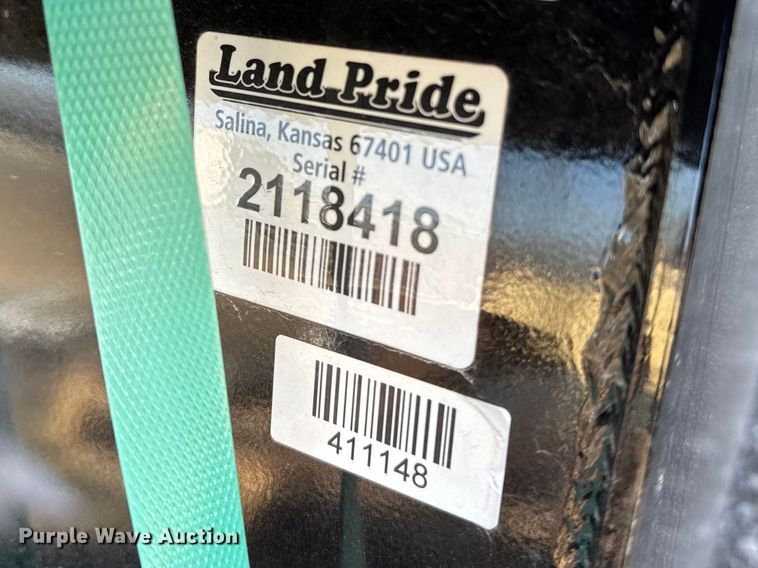 Land Pride
Salina, Kansas 67401 USA
Serial #
2118418
411148
Purple Wave Auction